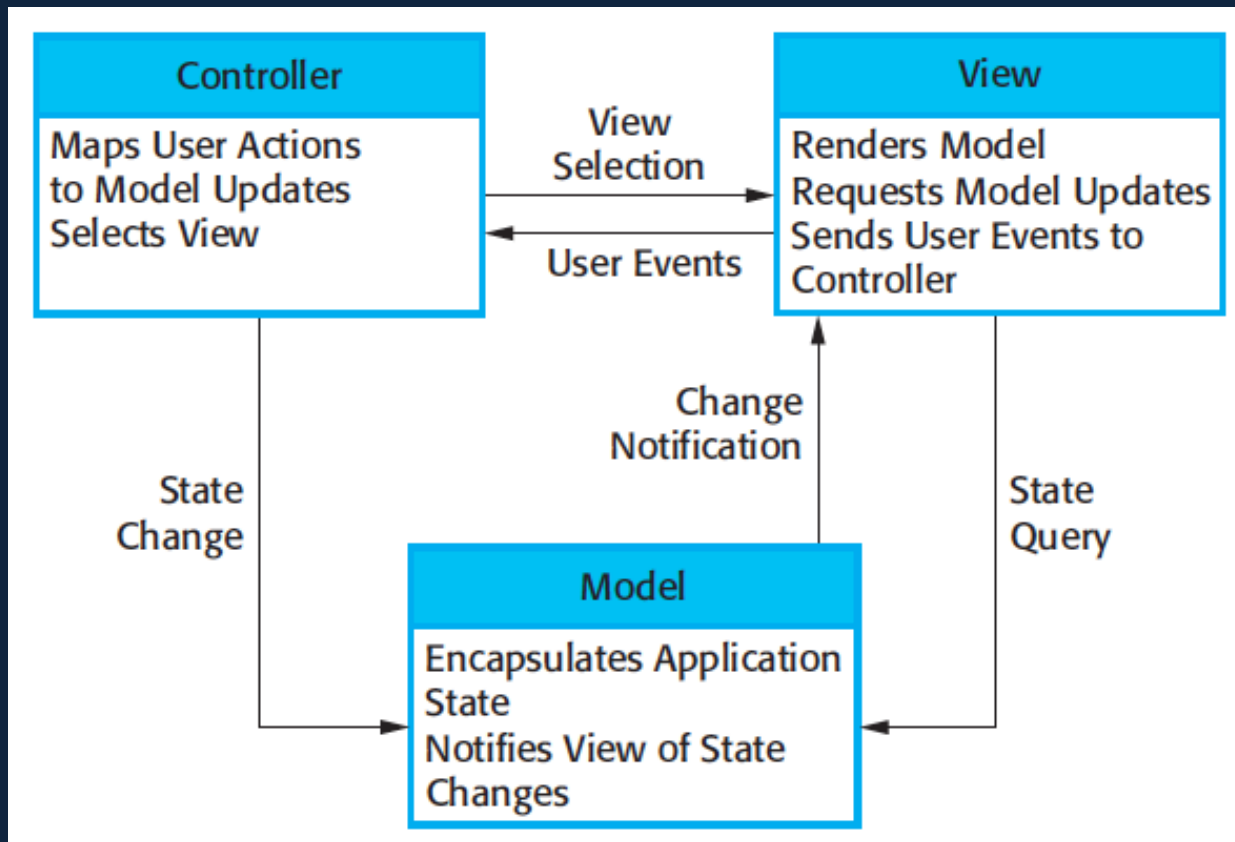 Controller
Maps User Actions
to Model Updates
Selects View
View
Selection
User Events
View
Renders Model
Requests Model Updates
Sends User Events to
Controller
State
Change
Change
Notification
State
Query
Model
Encapsulates Application
State
Notifies View of State
Changes